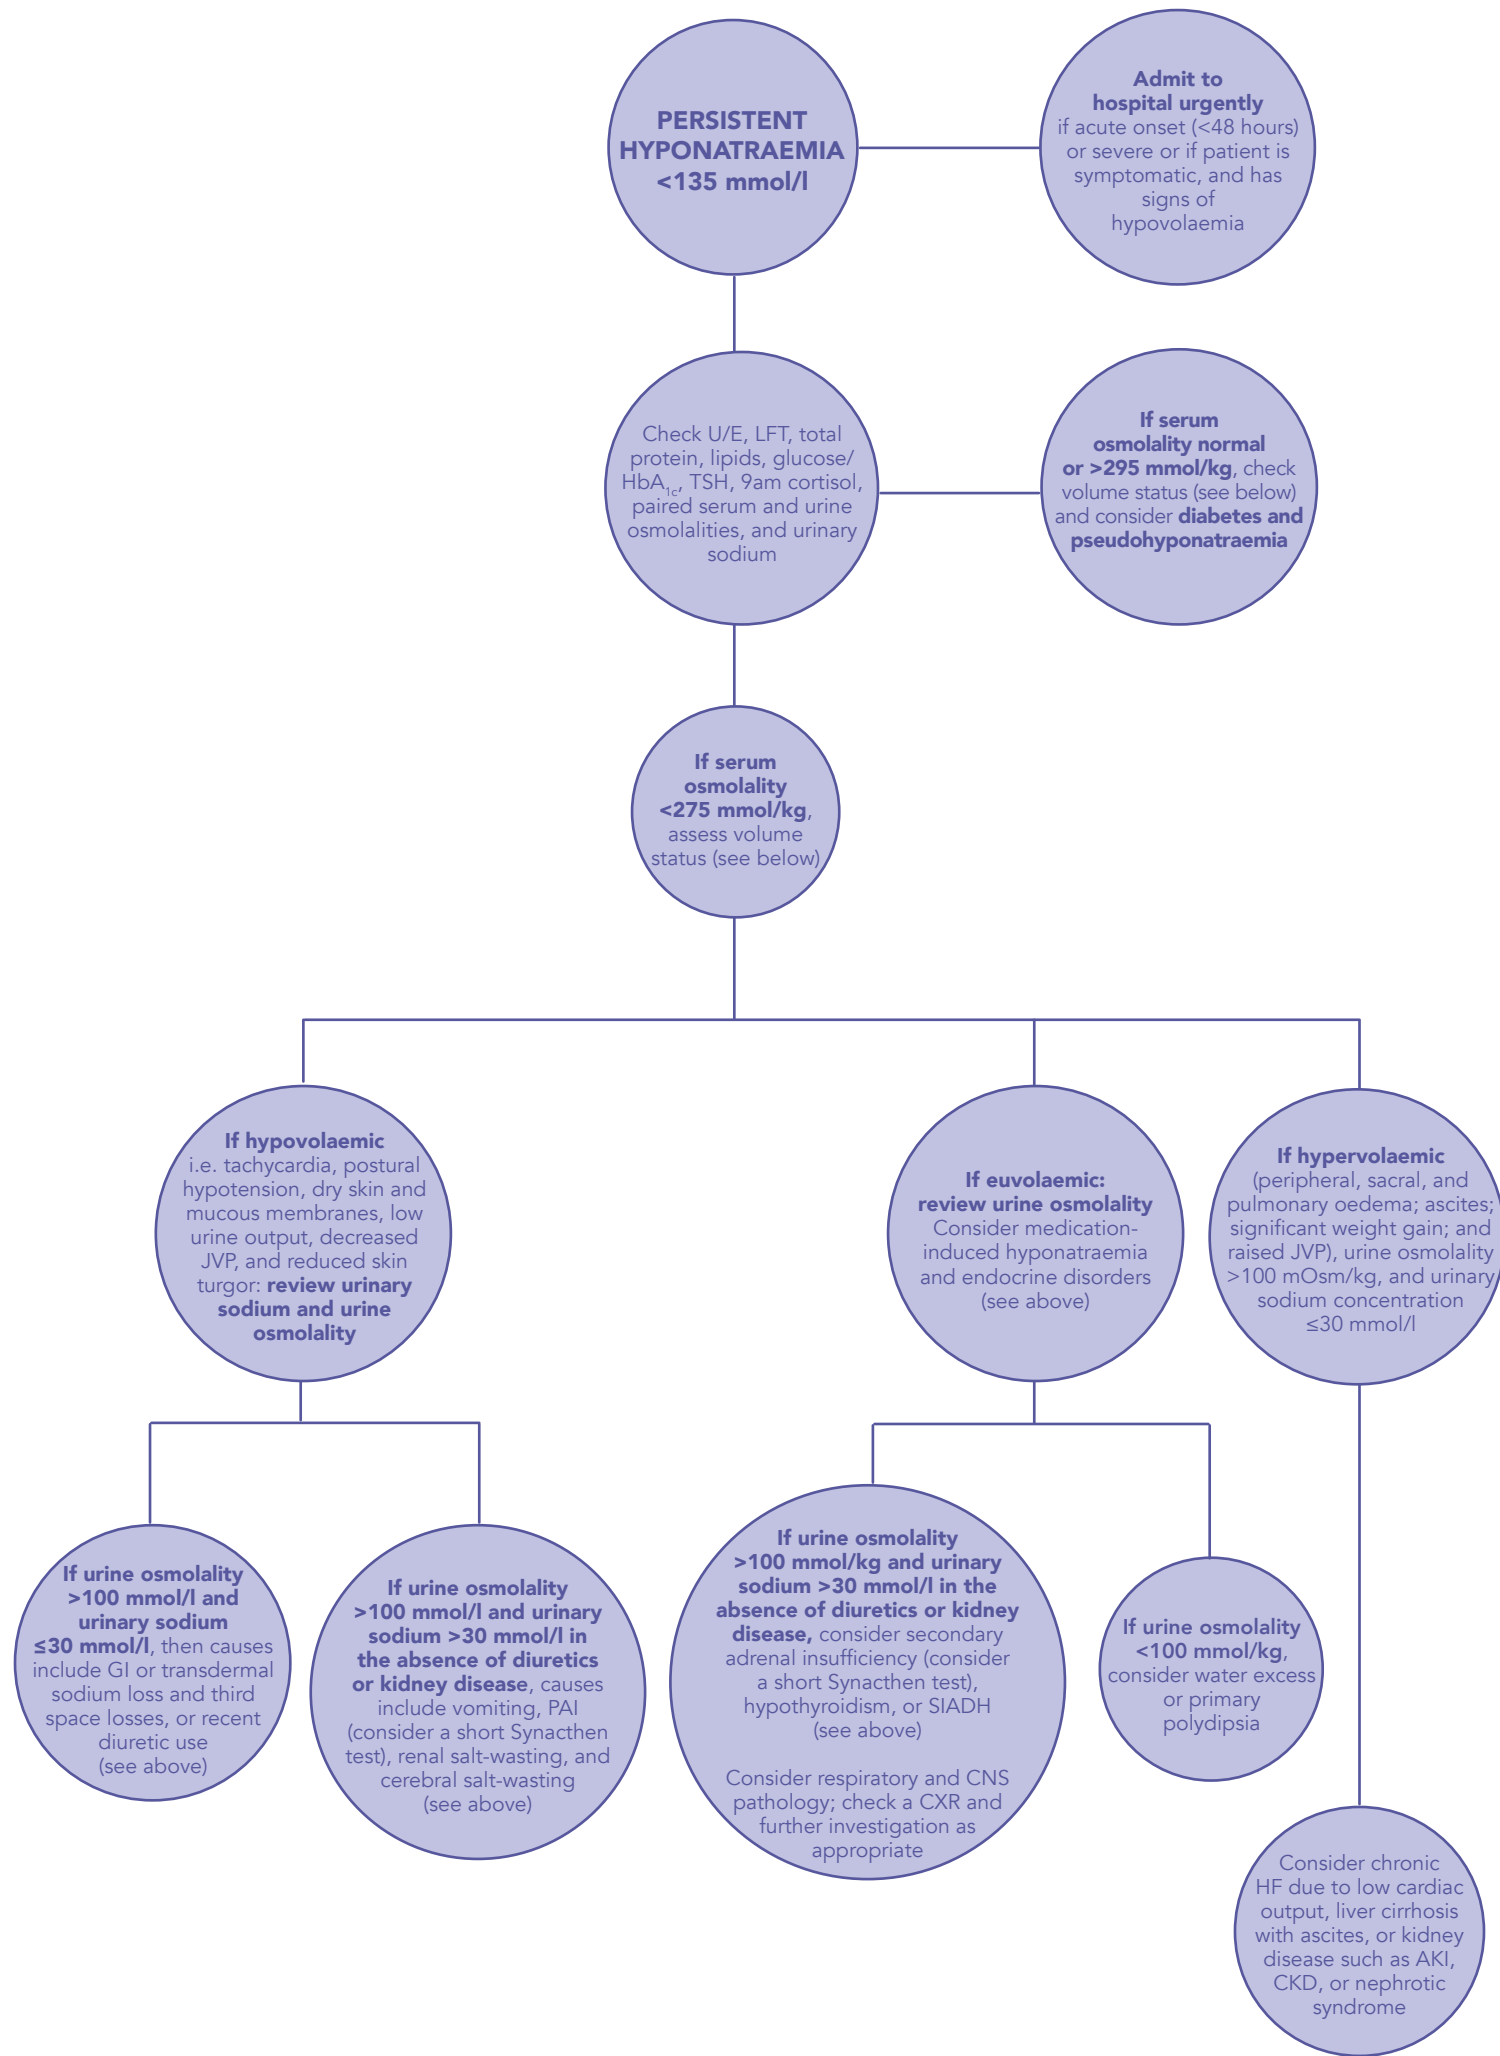 PERSISTENT
HYPONATRAEMIA
<135 mmol/l
Admit to
hospital urgently
if acute onset (<48 hours)
or severe or if patient is
symptomatic, and has
signs of
hypovolaemia
Check U/E, LFT, total
protein, lipids, glucose/
HbA1c, TSH, 9am cortisol,
paired serum and urine
osmolalities, and urinary
sodium
If serum
osmolality normal
or >295 mmol/kg, check
volume status (see below)
and consider diabetes and
pseudohyponatraemia
If serum
osmolality
<275 mmol/kg,
assess volume
status (see below)
If hypovolaemic
i.e. tachycardia, postural
hypotension, dry skin and
mucous membranes, low
urine output, decreased
JVP, and reduced skin
turgor: review urinary
sodium and urine
osmolality
If euvolaemic:
review urine osmolality
Consider medication-
induced hyponatraemia
and endocrine disorders
(see above)
If hypervolaemic
(peripheral, sacral, and
pulmonary oedema; ascites;
significant weight gain; and
raised JVP), urine osmolality
>100 mOsm/kg, and urinary
sodium concentration
≤30 mmol/l
If urine osmolality
>100 mmol/l and
urinary sodium
≤30 mmol/l, then causes
include GI or transdermal
sodium loss and third
space losses, or recent
diuretic use
(see above)
If urine osmolality
>100 mmol/l and urinary
sodium >30 mmol/l in
the absence of diuretics
or kidney disease, causes
include vomiting, PAI
(consider a short Synacthen
test), renal salt-wasting, and
cerebral salt-wasting
(see above)
If urine osmolality
>100 mmol/kg and urinary
sodium >30 mmol/l in the
absence of diuretics or kidney
disease, consider secondary
adrenal insufficiency (consider
a short Synacthen test),
hypothyroidism, or SIADH
(see above)
Consider respiratory and CNS
pathology; check a CXR and
further investigation as
appropriate
If urine osmolality
<100 mmol/kg,
consider water excess
or primary
polydipsia
Consider chronic
HF due to low cardiac
output, liver cirrhosis
with ascites, or kidney
disease such as AKI,
CKD, or nephrotic
syndrome